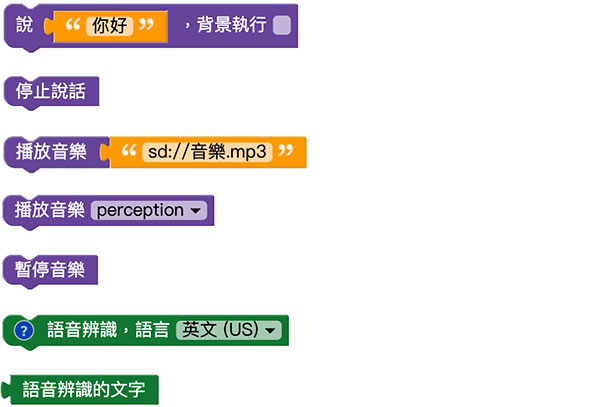 說 “ 你好 ” ，背景執行
停止說話
播放音樂 “ sd://音樂.mp3 ”
播放音樂 perception
暫停音樂
? 語音辨識，語言 英文 (US)
語音辨識的文字